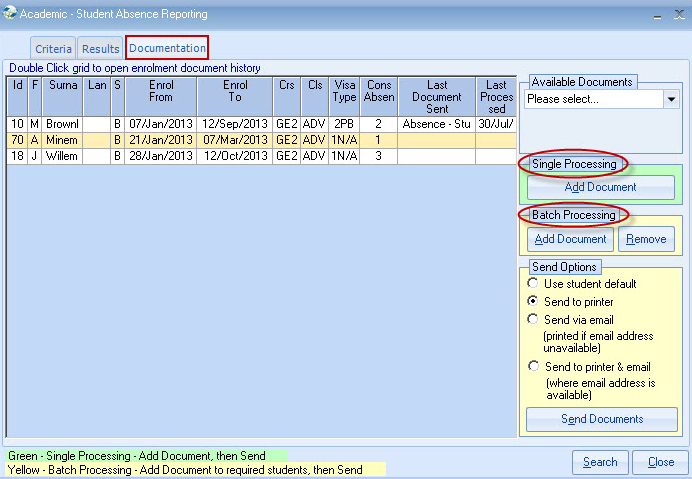 Academic - Student Absence Reporting
Criteria Results Documentation
Double Click grid to open enrolment document history
Id F Surna Lan S Enrol From Enrol To Crs Cls Visa Type Cons Absen Last Document Sent Last Proces sed
10 M Brownl B 07/Jan/2013 12/Sep/2013 GE2 ADV 2PB 2 Absence - Stu 30/Jul/
70 A Minem B 21/Jan/2013 07/Mar/2013 GE2 ADV 1N/A 1
18 J Willem B 28/Jan/2013 12/Oct/2013 GE2 ADV 1N/A 3
Available Documents
Please select...
Single Processing
Add Document
Batch Processing
Add Document Remove
Send Options
Use student default
Send to printer
Send via email
(printed if email address
unavailable)
Send to printer & email
(where email address is
available)
Send Documents
Green - Single Processing - Add Document, then Send
Yellow - Batch Processing - Add Document to required students, then Send
Search Close